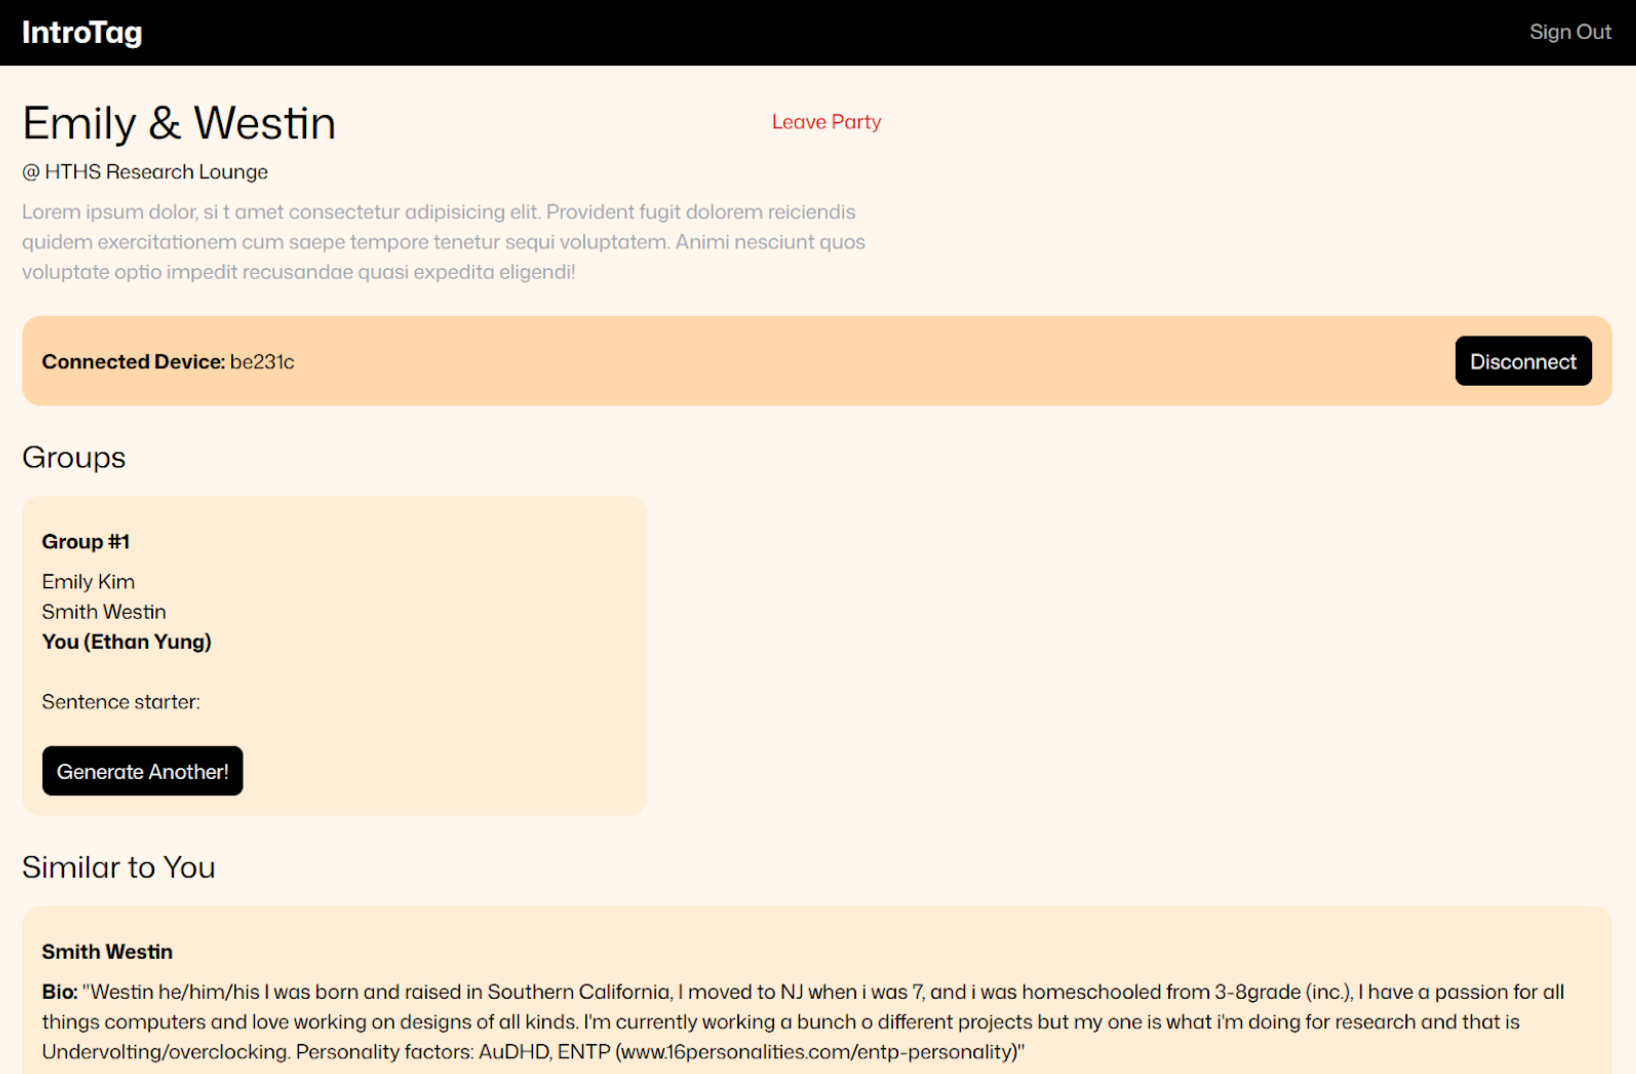 IntroTag
Sign Out
Emily & Westin
Leave Party
@ HTHS Research Lounge
Lorem ipsum dolor, si t amet consectetur adipisicing elit. Provident fugit dolorem reiciendis
quidem exercitationem cum saepe tempore tenetur sequi voluptatem. Animi nesciunt quos
voluptate optio impedit recusandae quasi expedita eligendi!
Connected Device: be231c
Disconnect
Groups
Group #1
Emily Kim
Smith Westin
You (Ethan Yung)
Sentence starter:
Generate Another!
Similar to You
Smith Westin
Bio: "Westin he/him/his I was born and raised in Southern California, I moved to NJ when i was 7, and i was homeschooled from 3-8grade (inc.), I have a passion for all
things computers and love working on designs of all kinds. I'm currently working a bunch o different projects but my one is what i'm doing for research and that is
Undervolting/overclocking. Personality factors: AuDHD, ENTP (www.16personalities.com/entp-personality)"